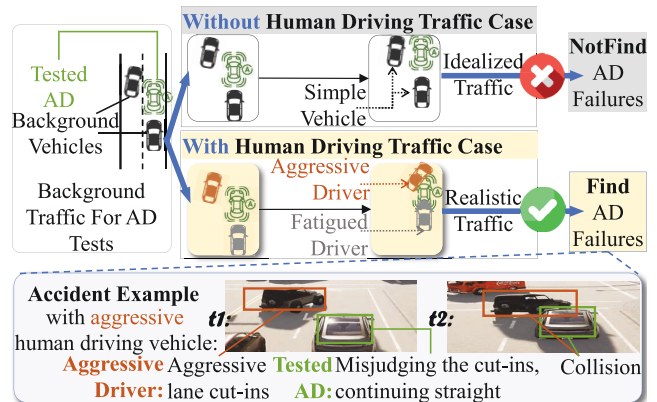 Without Human Driving Traffic Case
Tested
AD
Background
Vehicles
Background
Traffic For AD
Tests
Simple
Vehicle
Idealized
Traffic
NotFind
AD
Failures
With Human Driving Traffic Case
Aggressive
Driver
Fatigued
Driver
Realistic
Traffic
Find
AD
Failures
Accident Example
with aggressive
human driving vehicle:
t1:
t2:
Aggressive Driver:
Aggressive lane cut-ins
Tested AD:
Misjudging the cut-ins,
continuing straight
Collision